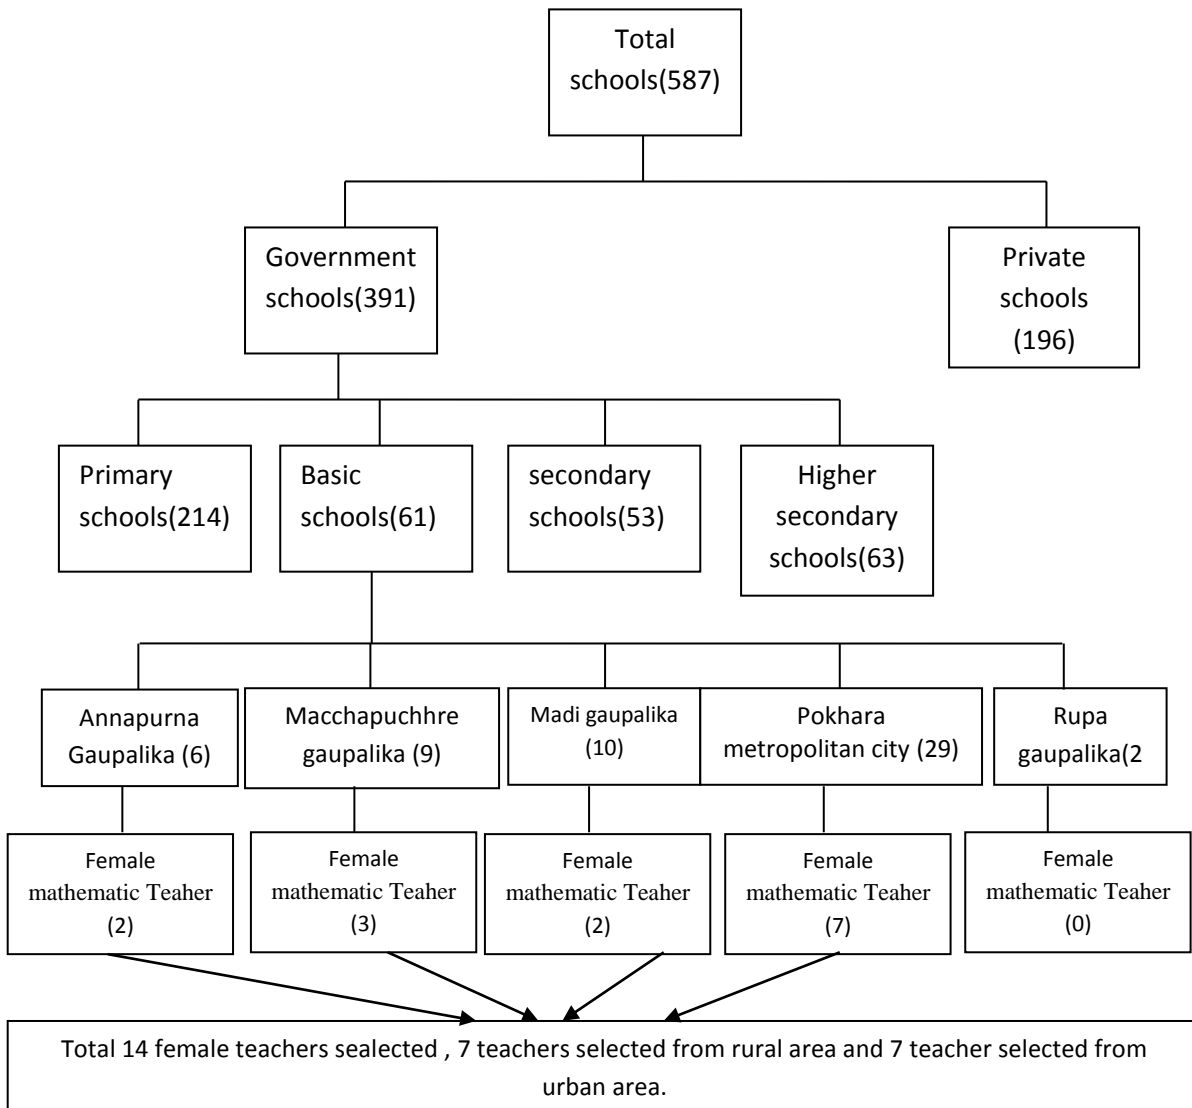 Total
schools(587)
Government
schools(391)
Private
schools
(196)
Primary
schools(214)
Basic
schools(61)
secondary
schools(53)
Higher
secondary
schools(63)
Annapurna
Gaupalika (6)
Macchapuchhre
gaupalika (9)
Madi gaupalika
(10)
Pokhara
metropolitan city (29)
Rupa
gaupalika(2
Female
mathematic Teaher
(2)
Female
mathematic Teaher
(3)
Female
mathematic Teaher
(2)
Female
mathematic Teaher
(7)
Female
mathematic Teaher
(0)
Total 14 female teachers sealected , 7 teachers selected from rural area and 7 teacher selected from
urban area.